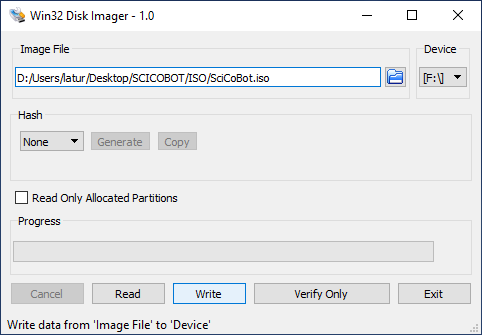 Win32 Disk Imager - 1.0
Image File
Device
D:/Users/latur/Desktop/SCICOBOT/ISO/SciCoBot.iso
[F:\]
Hash
None
Generate
Copy
Read Only Allocated Partitions
Progress
Cancel
Read
Write
Verify Only
Exit
Write data from 'Image File' to 'Device'